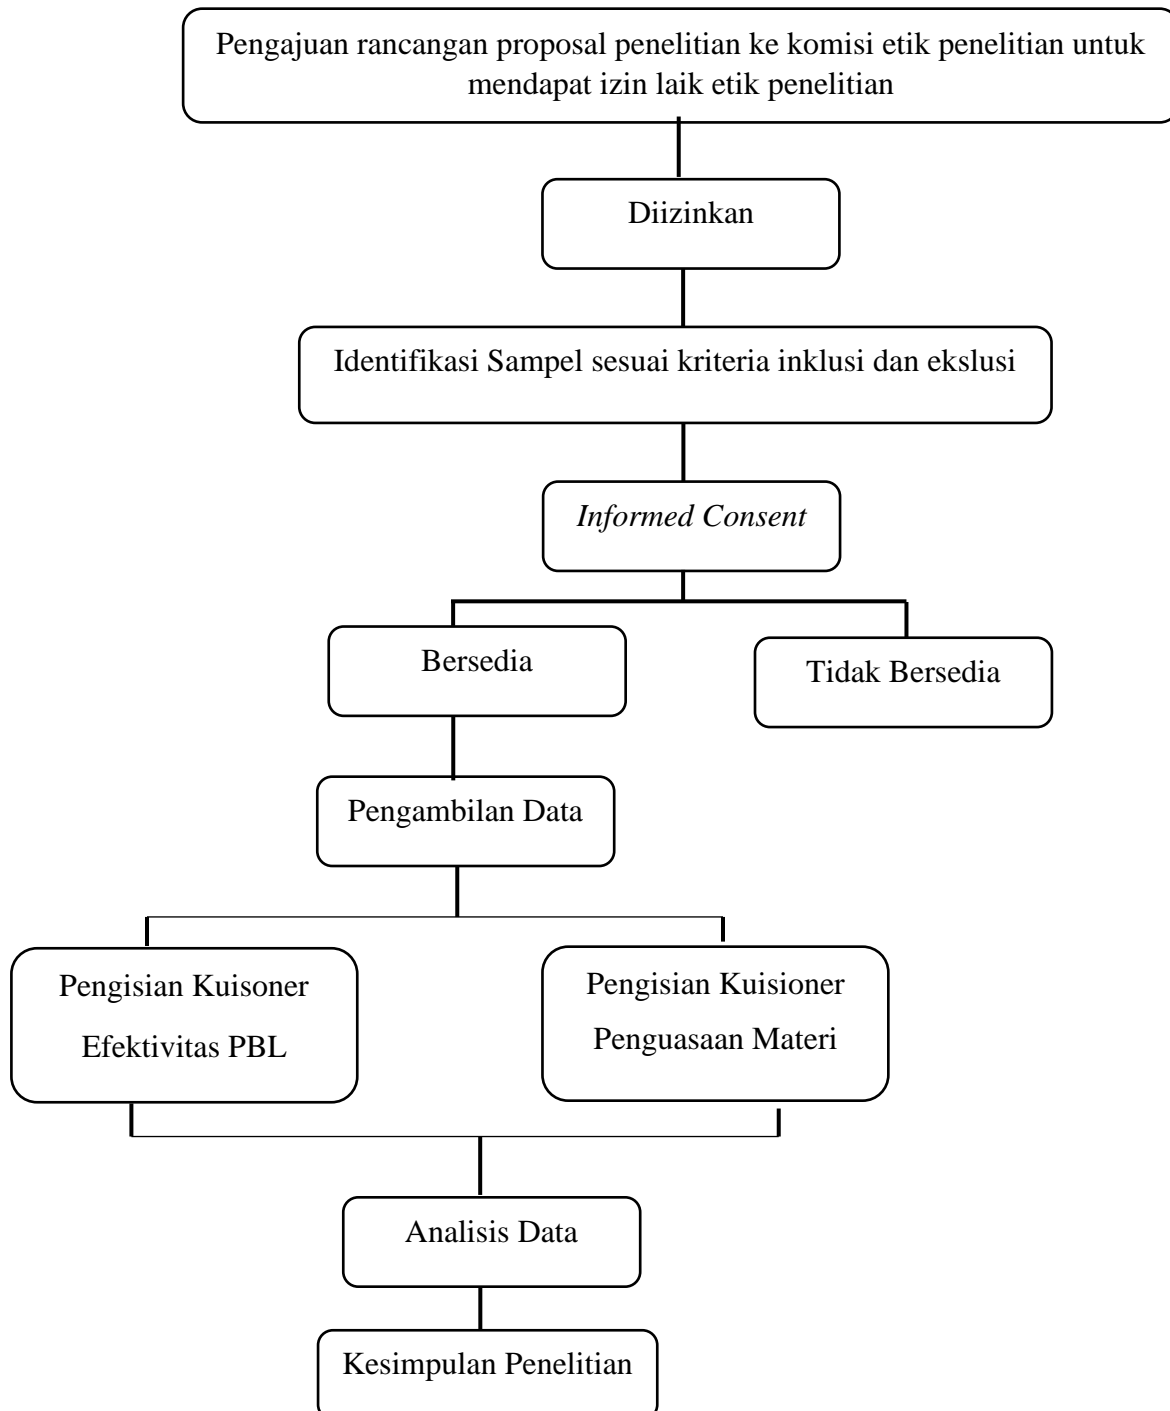 Pengajuan rancangan proposal penelitian ke komisi etik penelitian untuk
mendapat izin laik etik penelitian
Diizinkan
Identifikasi Sampel sesuai kriteria inklusi dan ekslusi
Informed Consent
Bersedia
Tidak Bersedia
Pengambilan Data
Pengisian Kuisoner
Efektivitas PBL
Pengisian Kuisioner
Penguasaan Materi
Analisis Data
Kesimpulan Penelitian